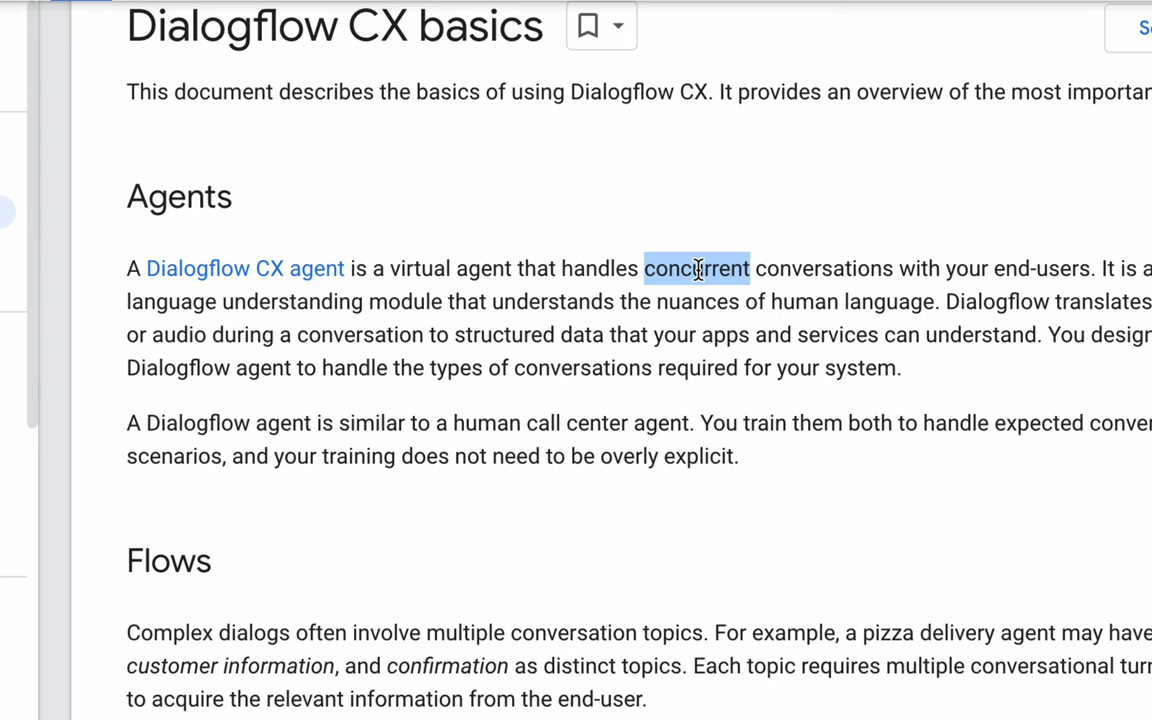 Dialogflow CX basics
This document describes the basics of using Dialogflow CX. It provides an overview of the most
Agents
A Dialogflow CX agent is a virtual agent that handles concurrent conversations with your end-users. It is a
language understanding module that understands the nuances of human language. Dialogflow translates
or audio during a conversation to structured data that your apps and services can understand. You design
Dialogflow agent to handle the types of conversations required for your system.
A Dialogflow agent is similar to a human call center agent. You train them both to handle expected
scenarios, and your training does not need to be overly explicit.
Flows
Complex dialogs often involve multiple conversation topics. For example, a pizza delivery agent may have
customer information, and confirmation as distinct topics. Each topic requires multiple conversational
to acquire the relevant information from the end-user.